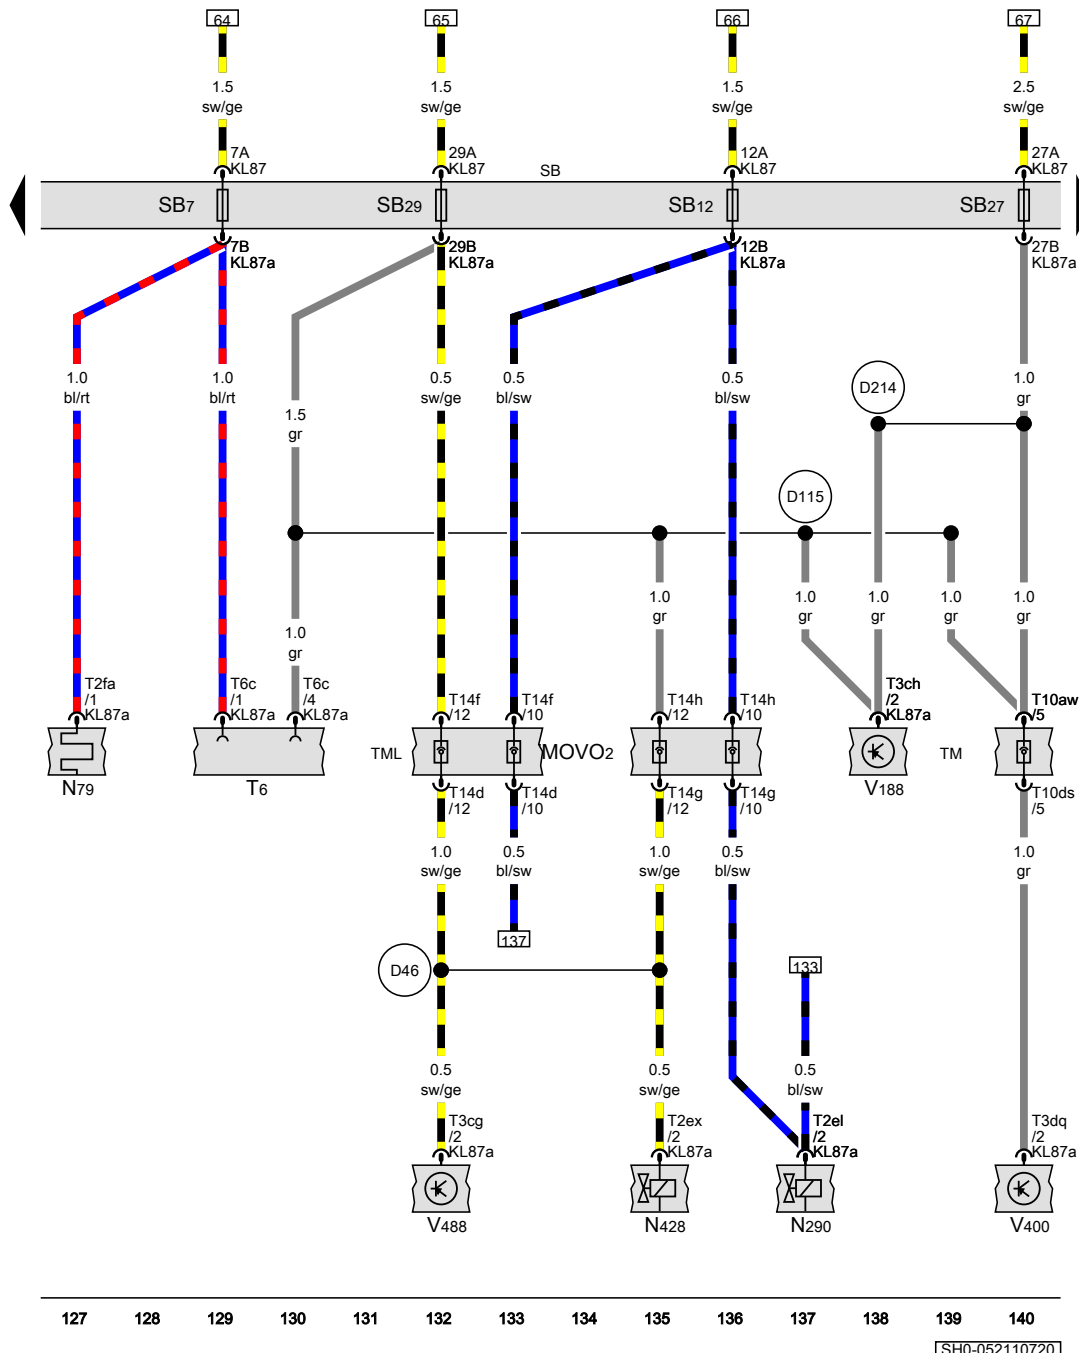 64 65 66 67
1.5 1.5 1.5 2.5
sw/ge sw/ge sw/ge sw/ge
7A 29A 12A 27A
KL87 KL87 KL87 KL87
SB
SB7 SB29 SB12 SB27
7B 29B 12B 27B
KL87a KL87a KL87a KL87a
1.0 1.0 0.5 0.5 0.5 1.0
bl/rt bl/rt sw/ge bl/sw bl/sw gr
D214
1.5
gr
D115
1.0 1.0 1.0 1.0 1.0
gr gr gr gr gr
1.0
gr
T2fa T6c T6c T14f T14f T14h T14h T3ch T10aw
/1 /1 /4 /12 /10 /12 /10 /2 /5
KL87a KL87a KL87a KL87a
TML MOVO2 TM
N79 T6 V188
T14d T14d T14g T14g T10ds
/12 /10 /12 /10 /5
1.0 0.5 1.0 0.5 1.0
sw/ge bl/sw sw/ge bl/sw gr
137
D46
133
0.5 0.5 0.5
sw/ge sw/ge bl/sw
T3cg T2ex T2el T3dq
/2 /2 /2 /2
KL87a KL87a KL87a KL87a
V488 N428 N290 V400
127 128 129 130 131 132 133 134 135 136 137 138 139 140
SH0-052110720